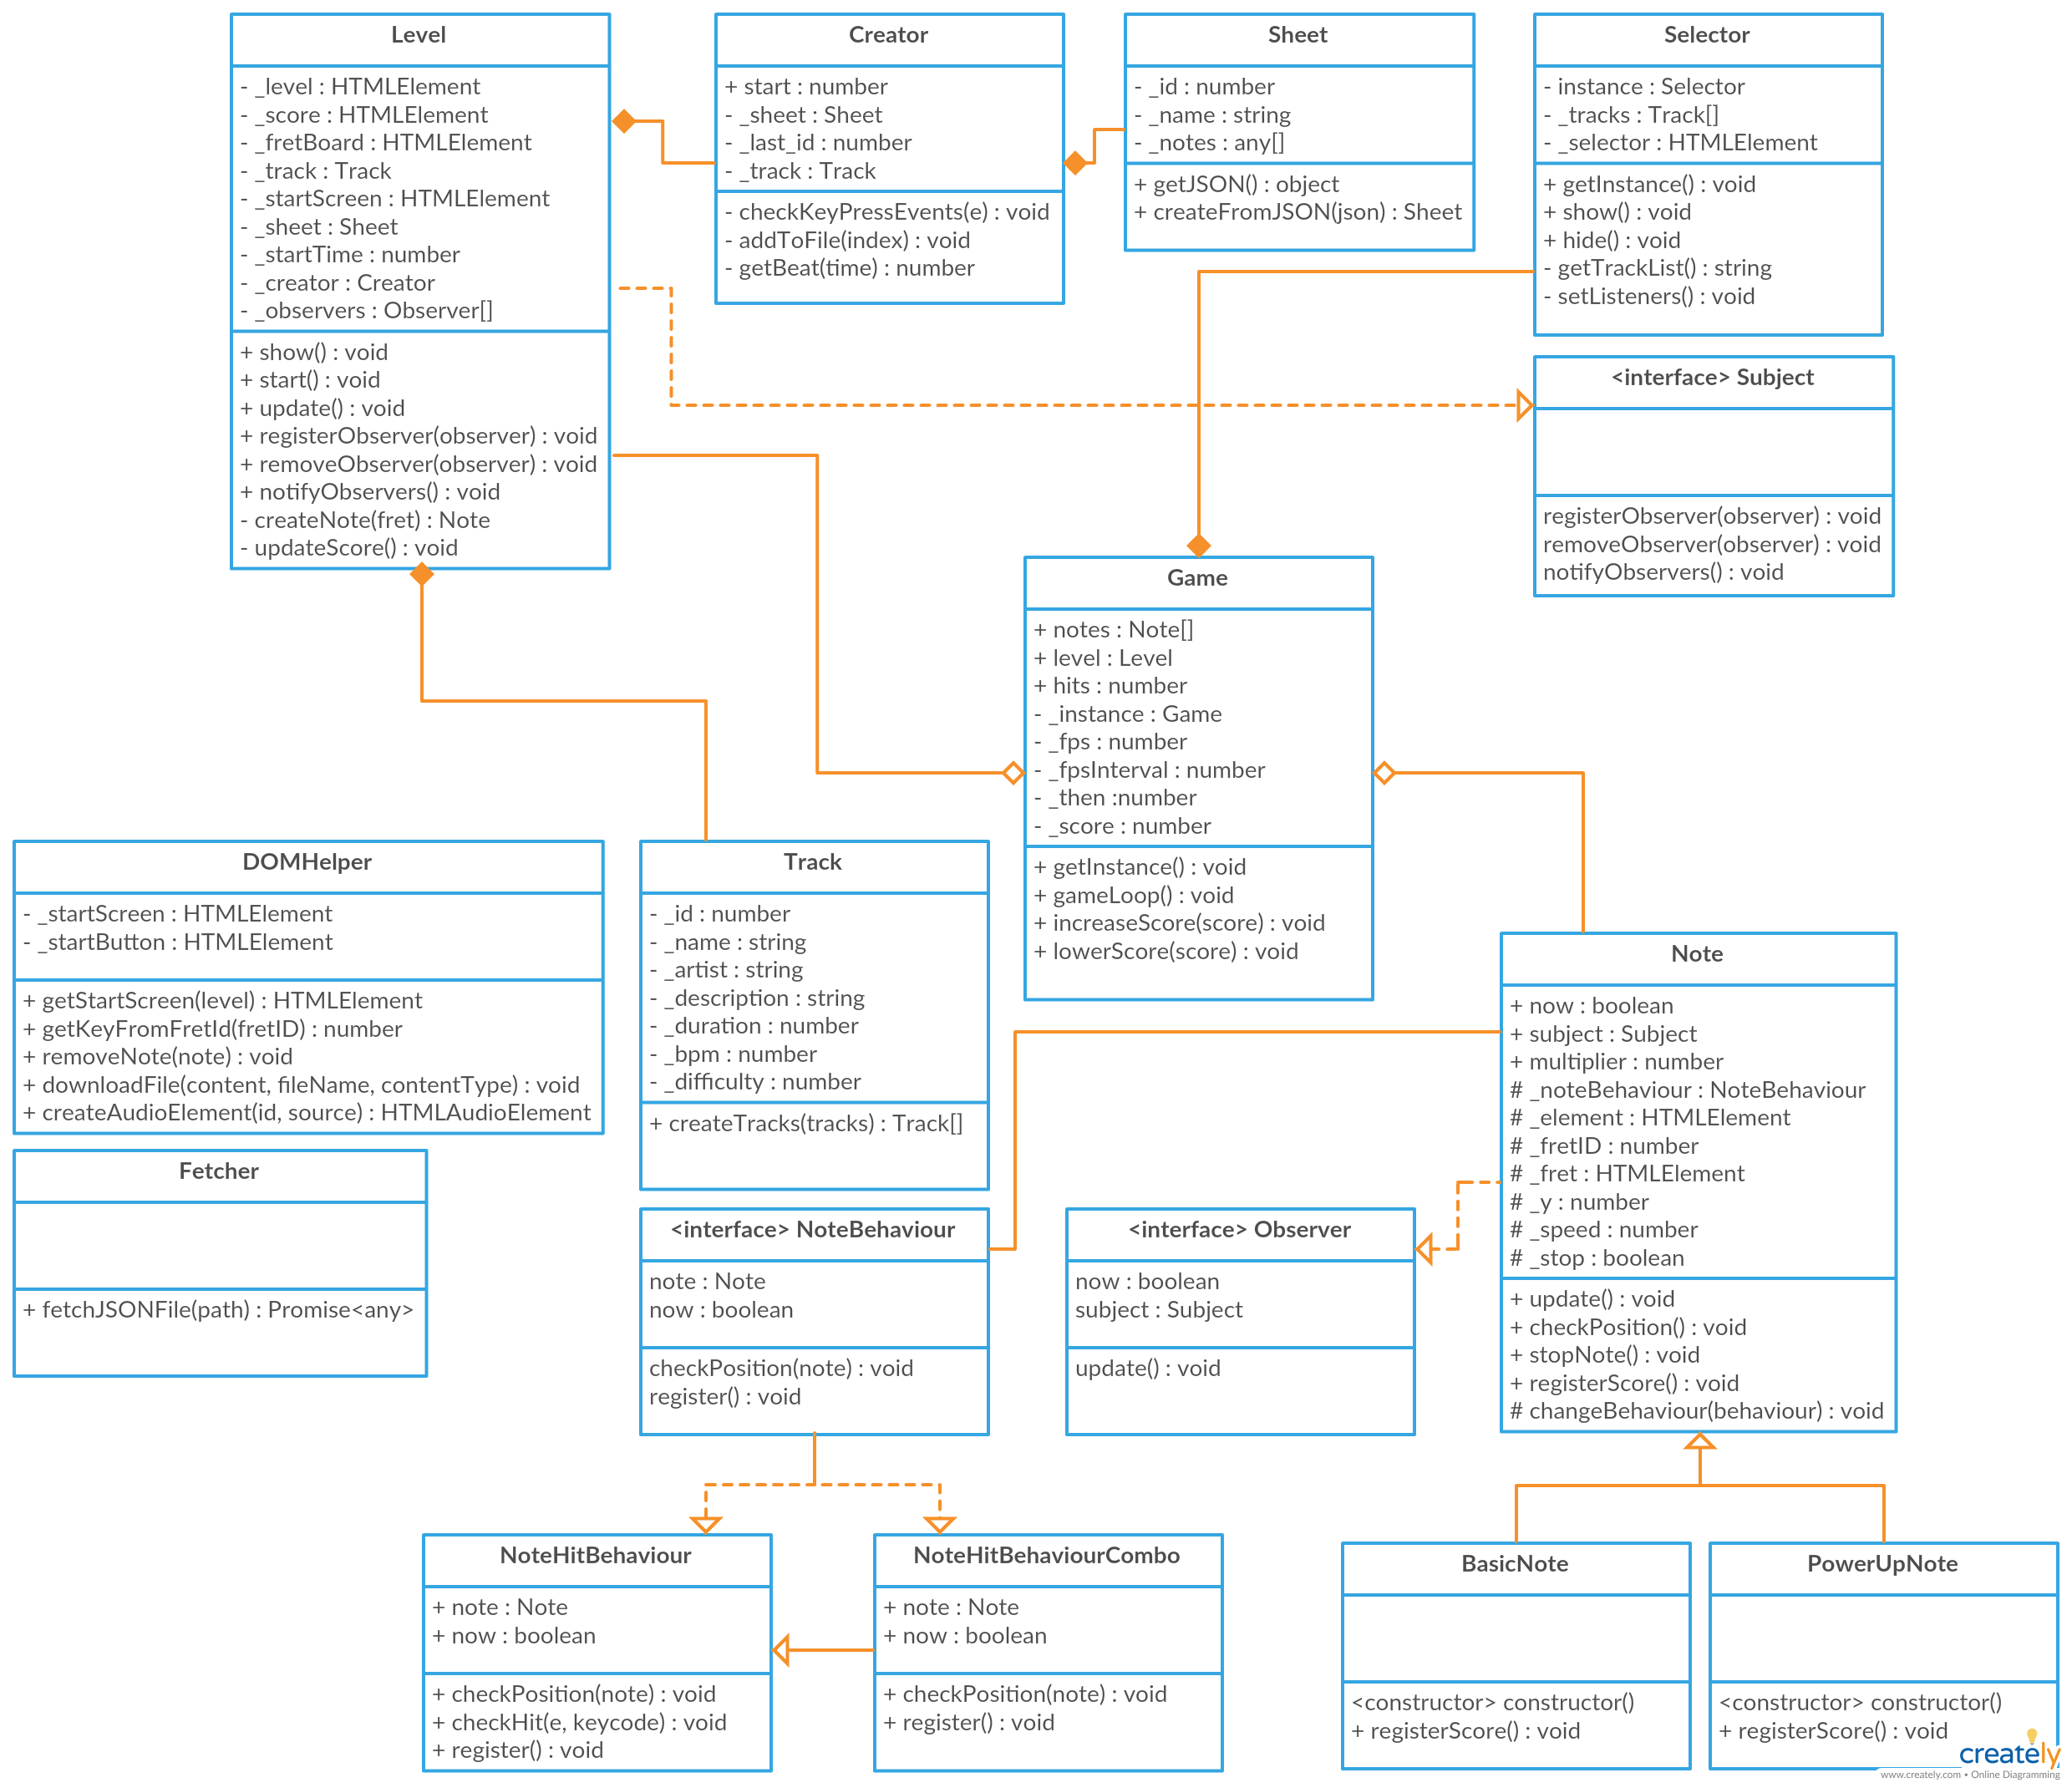 Level
- _level : HTMLElement
- _score : HTMLElement
- _fretBoard : HTMLElement
- _track : Track
- _startScreen : HTMLElement
- _sheet : Sheet
- _startTime : number
- _creator : Creator
- _observers : Observer[]
+ show() : void
+ start() : void
+ update() : void
+ registerObserver(observer) : void
+ removeObserver(observer) : void
+ notifyObservers() : void
- createNote(fret) : Note
- updateScore() : void
Creator
+ start : number
- _sheet : Sheet
- _last_id : number
- _track : Track
- checkKeyPressEvents(e) : void
- addToFile(index) : void
- getBeat(time) : number
Sheet
- _id : number
- _name : string
- _notes : any[]
+ getJSON() : object
+ createFromJSON(json) : Sheet
Selector
- instance : Selector
- _tracks : Track[]
- _selector : HTMLElement
+ getInstance() : void
+ show() : void
+ hide() : void
- getTrackList() : string
- setListeners() : void
<interface> Subject
registerObserver(observer) : void
removeObserver(observer) : void
notifyObservers() : void
Game
+ notes : Note[]
+ level : Level
+ hits : number
- _instance : Game
- _fps : number
- _fpsInterval : number
- _then :number
- _score : number
+ getInstance() : void
+ gameLoop() : void
+ increaseScore(score) : void
+ lowerScore(score) : void
DOMHelper
- _startScreen : HTMLElement
- _startButton : HTMLElement
+ getStartScreen(level) : HTMLElement
+ getKeyFromFretId(fretID) : number
+ removeNote(note) : void
+ downloadFile(content, fileName, contentType) : void
+ createAudioElement(id, source) : HTMLAudioElement
Track
- _id : number
- _name : string
- _artist : string
- _description : string
- _duration : number
- _bpm : number
- _difficulty : number
+ createTracks(tracks) : Track[]
Note
+ now : boolean
+ subject : Subject
+ multiplier : number
# _noteBehaviour : NoteBehaviour
# _element : HTMLElement
# _fretID : number
# _fret : HTMLElement
# _y : number
# _speed : number
# _stop : boolean
+ update() : void
+ checkPosition() : void
+ stopNote() : void
+ registerScore() : void
# changeBehaviour(behaviour) : void
Fetcher
+ fetchJSONFile(path) : Promise<any>
<interface> NoteBehaviour
note : Note
now : boolean
checkPosition(note) : void
register() : void
<interface> Observer
now : boolean
subject : Subject
update() : void
NoteHitBehaviour
+ note : Note
+ now : boolean
+ checkPosition(note) : void
+ checkHit(e, keycode) : void
+ register() : void
NoteHitBehaviourCombo
+ note : Note
+ now : boolean
+ checkPosition(note) : void
+ register() : void
BasicNote
<constructor> constructor()
+ registerScore() : void
PowerUpNote
<constructor> constructor()
+ registerScore() : void
creately
www.creately.com • Online Diagramming